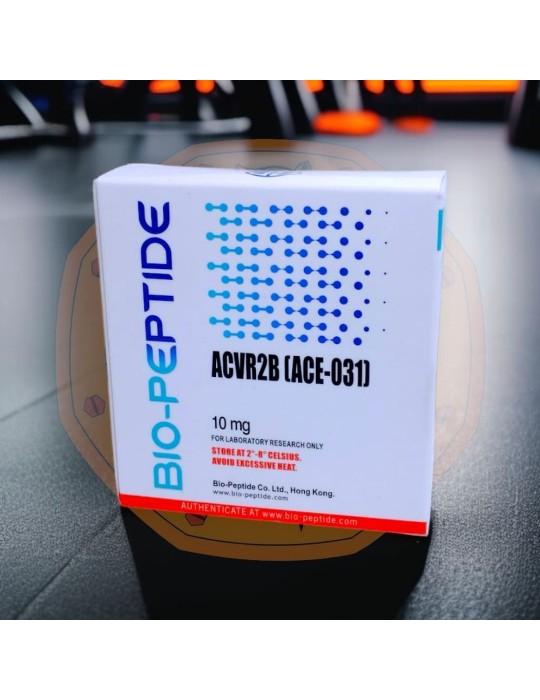 BIO-PEPTIDE
ACVR2B (ACE-031)
10 mg
FOR LABORATORY RESEARCH ONLY
STORE AT 2°-8° CELSIUS.
AVOID EXCESSIVE HEAT.
Bio-Peptide Co. Ltd., Hong Kong.
www.bio-peptide.com
AUTHENTICATE AT www.bio-peptide.com